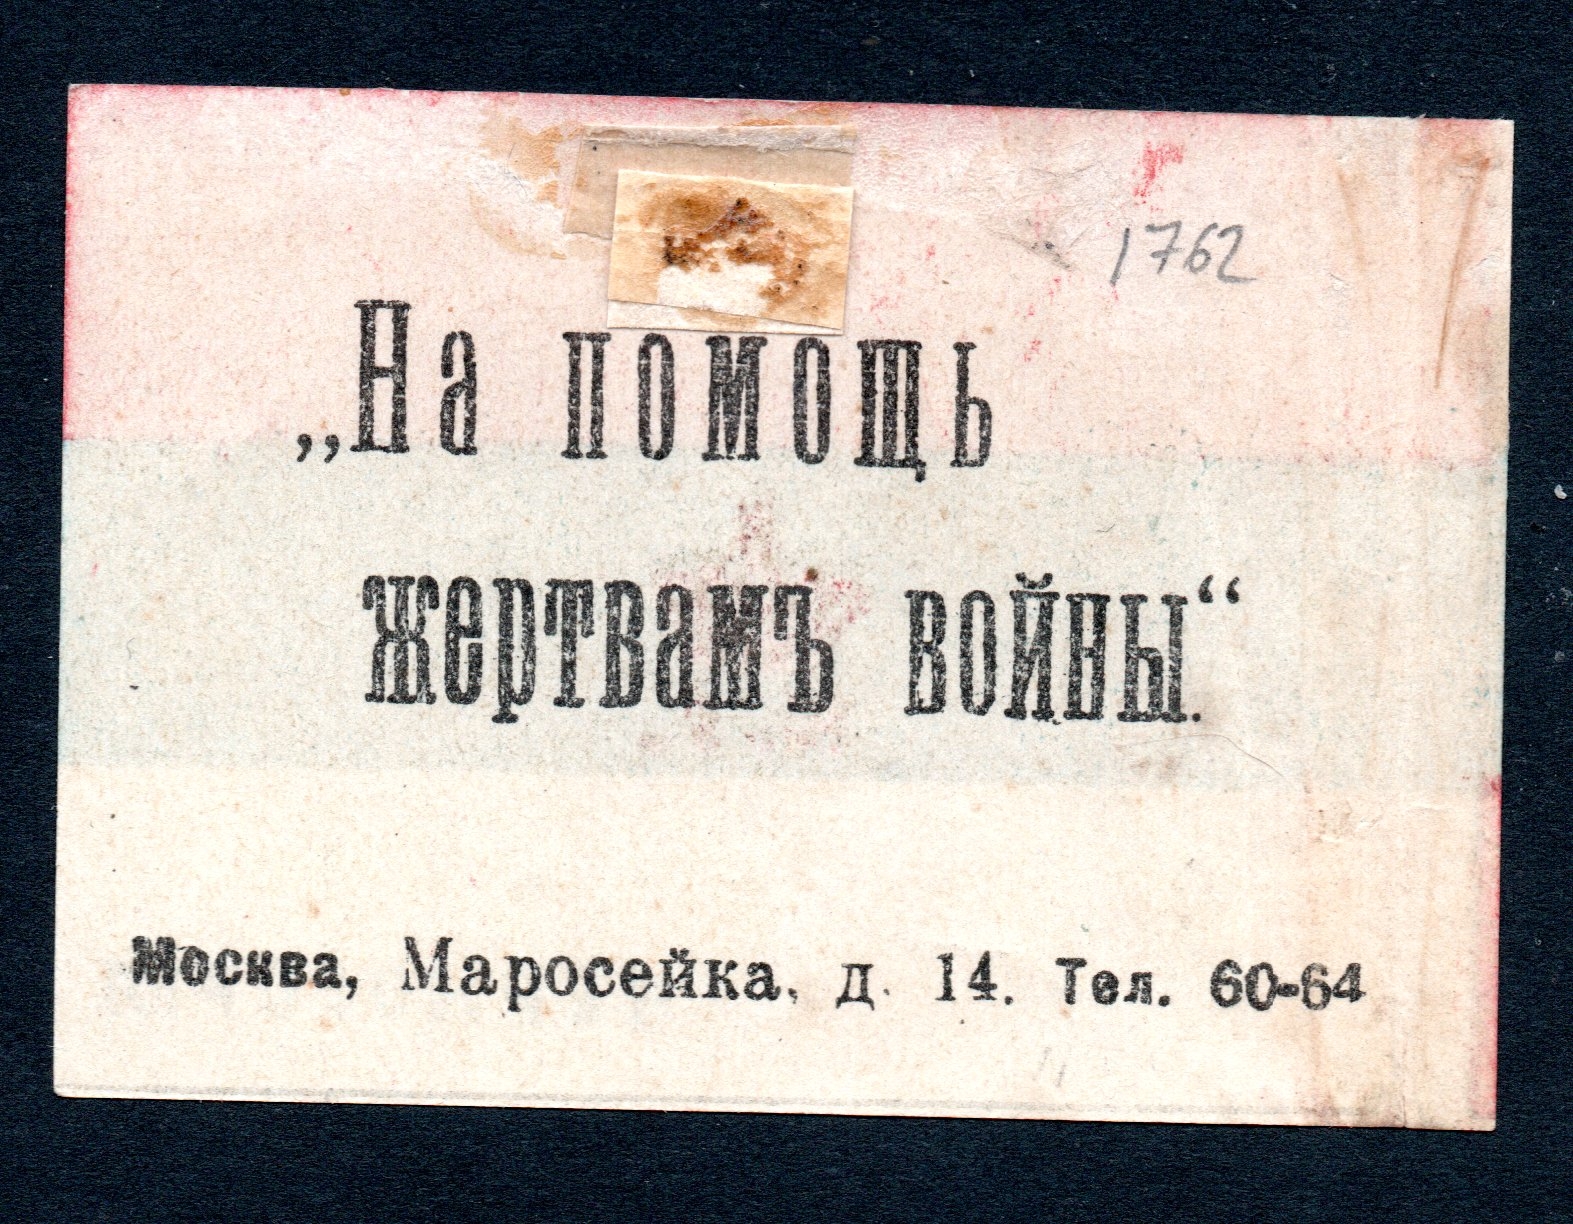 1762
„На помощь
жертвамъ войны.“
Москва, Маросейка, д. 14. Тел. 60-64